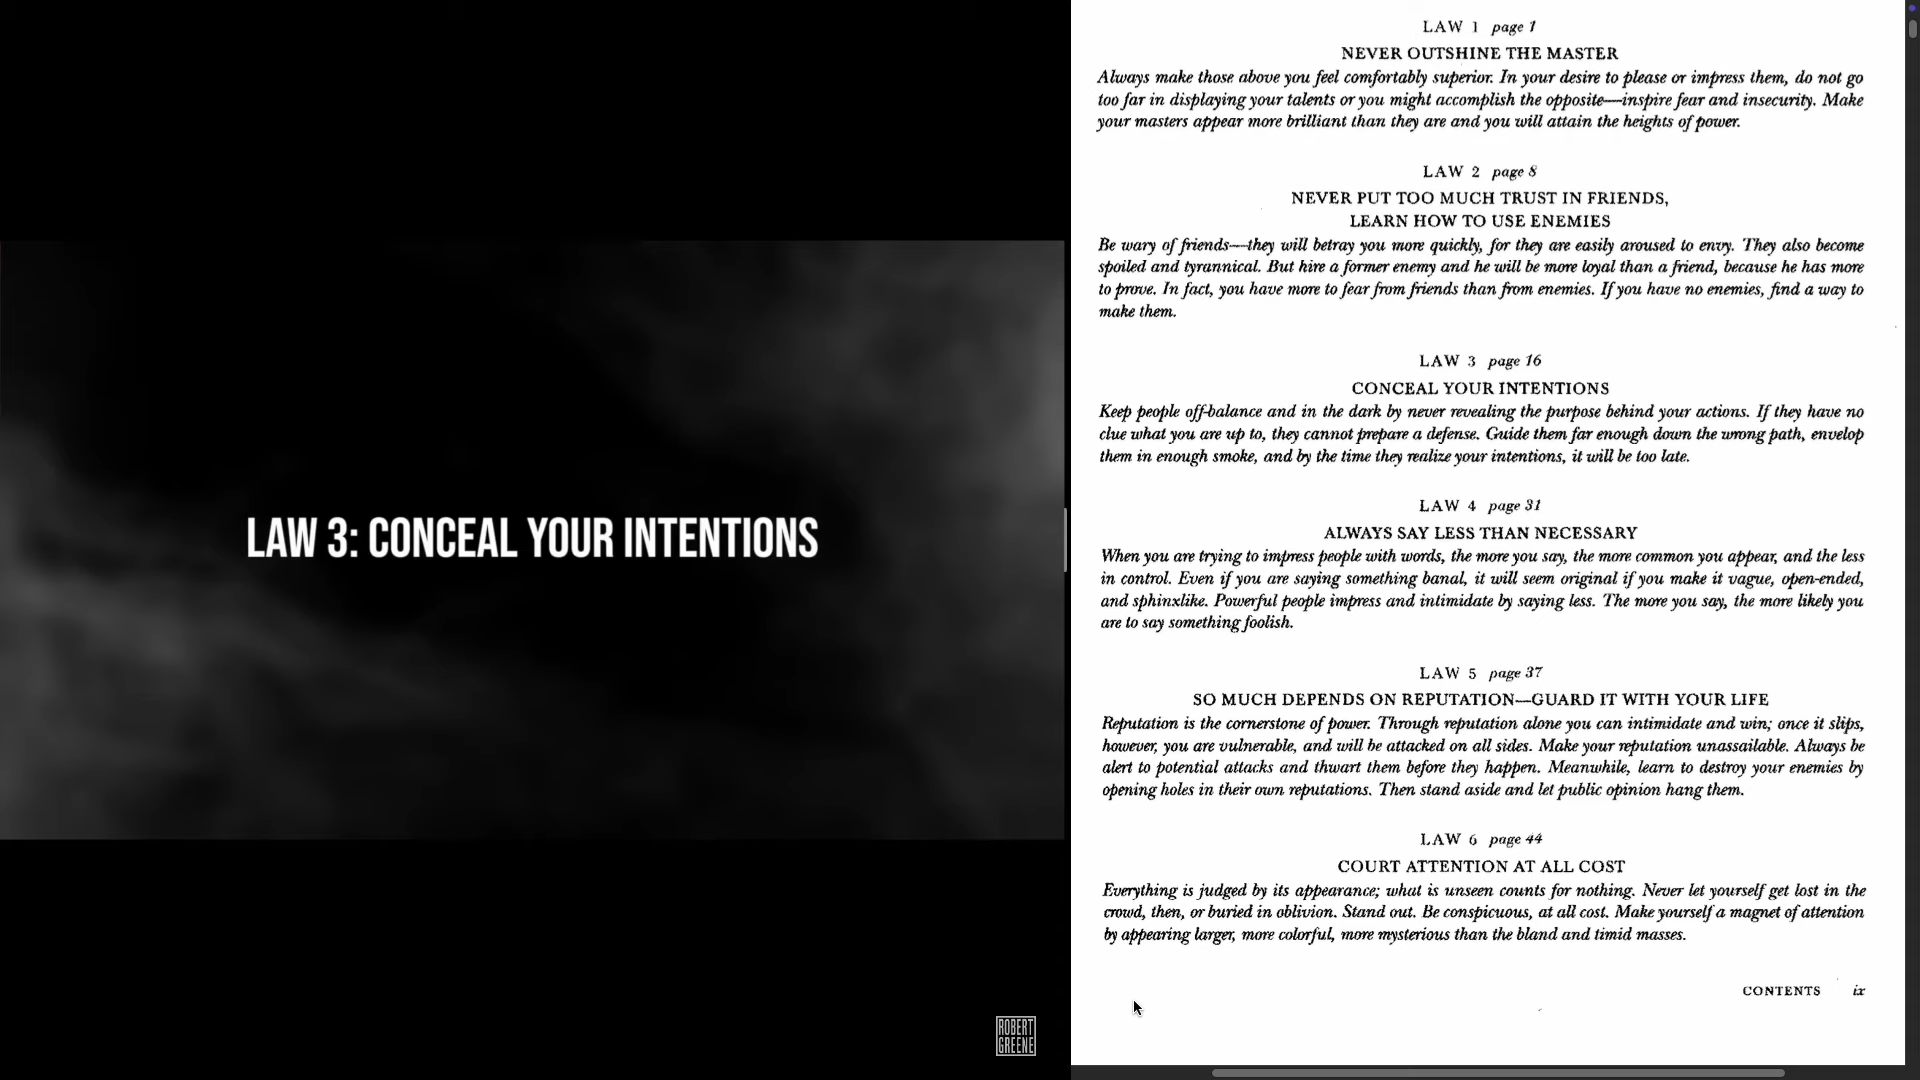 LAW 3: CONCEAL YOUR INTENTIONS
ROBERT
GREENE
LAW 1 page 1
NEVER OUTSHINE THE MASTER
Always make those above you feel comfortably superior. In your desire to please or impress them, do not go
too far in displaying your talents or you might accomplish the opposite—inspire fear and insecurity. Make
your masters appear more brilliant than they are and you will attain the heights of power.
LAW 2 page 8
NEVER PUT TOO MUCH TRUST IN FRIENDS,
LEARN HOW TO USE ENEMIES
Be wary of friends—they will betray you more quickly, for they are easily aroused to envy. They also become
spoiled and tyrannical. But hire a former enemy and he will be more loyal than a friend, because he has more
to prove. In fact, you have more to fear from friends than from enemies. If you have no enemies, find a way to
make them.
LAW 3 page 16
CONCEAL YOUR INTENTIONS
Keep people off-balance and in the dark by never revealing the purpose behind your actions. If they have no
clue what you are up to, they cannot prepare a defense. Guide them far enough down the wrong path, envelop
them in enough smoke, and by the time they realize your intentions, it will be too late.
LAW 4 page 31
ALWAYS SAY LESS THAN NECESSARY
When you are trying to impress people with words, the more you say, the more common you appear, and the less
in control. Even if you are saying something banal, it will seem original if you make it vague, open-ended,
and sphinxlike. Powerful people impress and intimidate by saying less. The more you say, the more likely you
are to say something foolish.
LAW 5 page 37
SO MUCH DEPENDS ON REPUTATION—GUARD IT WITH YOUR LIFE
Reputation is the cornerstone of power. Through reputation alone you can intimidate and win; once it slips,
however, you are vulnerable, and will be attacked on all sides. Make your reputation unassailable. Always be
alert to potential attacks and thwart them before they happen. Meanwhile, learn to destroy your enemies by
opening holes in their own reputations. Then stand aside and let public opinion hang them.
LAW 6 page 44
COURT ATTENTION AT ALL COST
Everything is judged by its appearance; what is unseen counts for nothing. Never let yourself get lost in the
crowd, then, or buried in oblivion. Stand out. Be conspicuous, at all cost. Make yourself a magnet of attention
by appearing larger, more colorful, more mysterious than the bland and timid masses.
CONTENTS ix